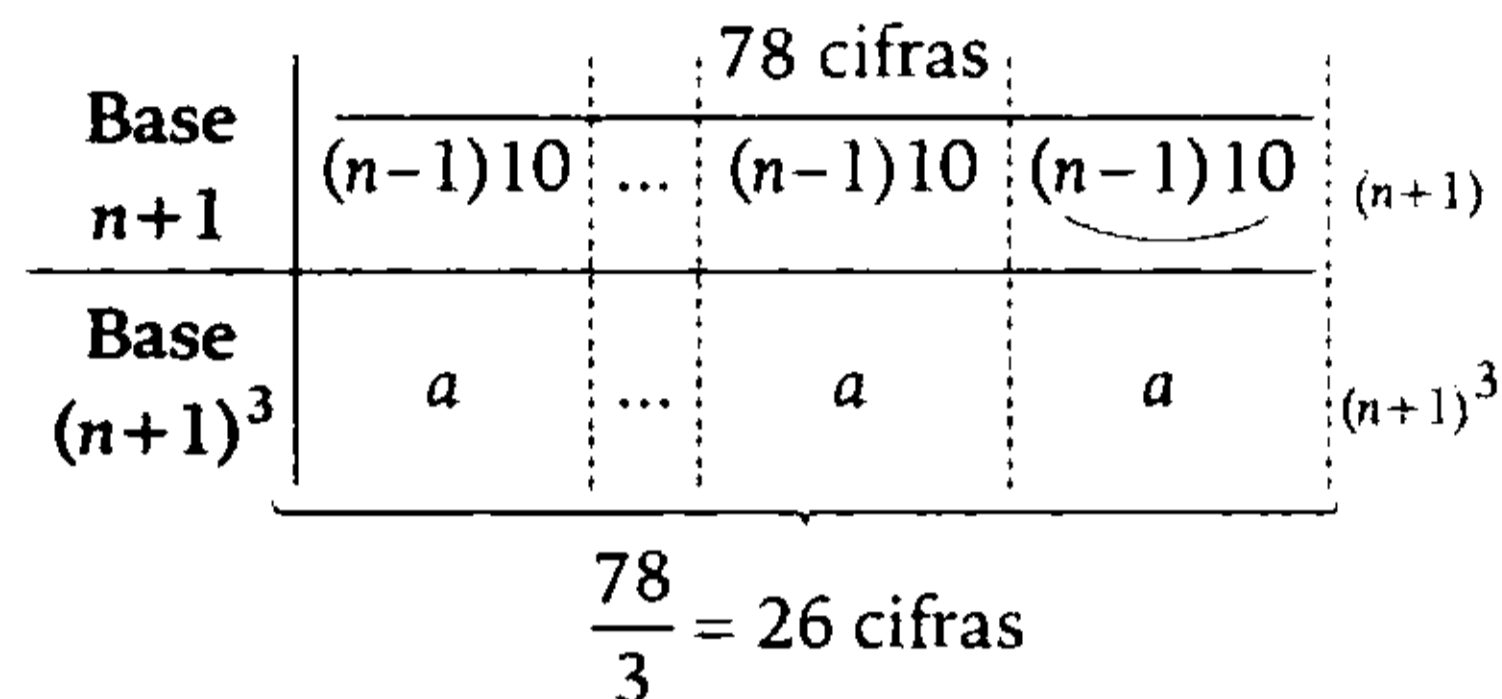 78 cifras
Base n+1 (n−1)10 ... (n−1)10 (n−1)10 (n+1)
Base (n+1)³ a ... a a (n+1)³
78/3 = 26 cifras